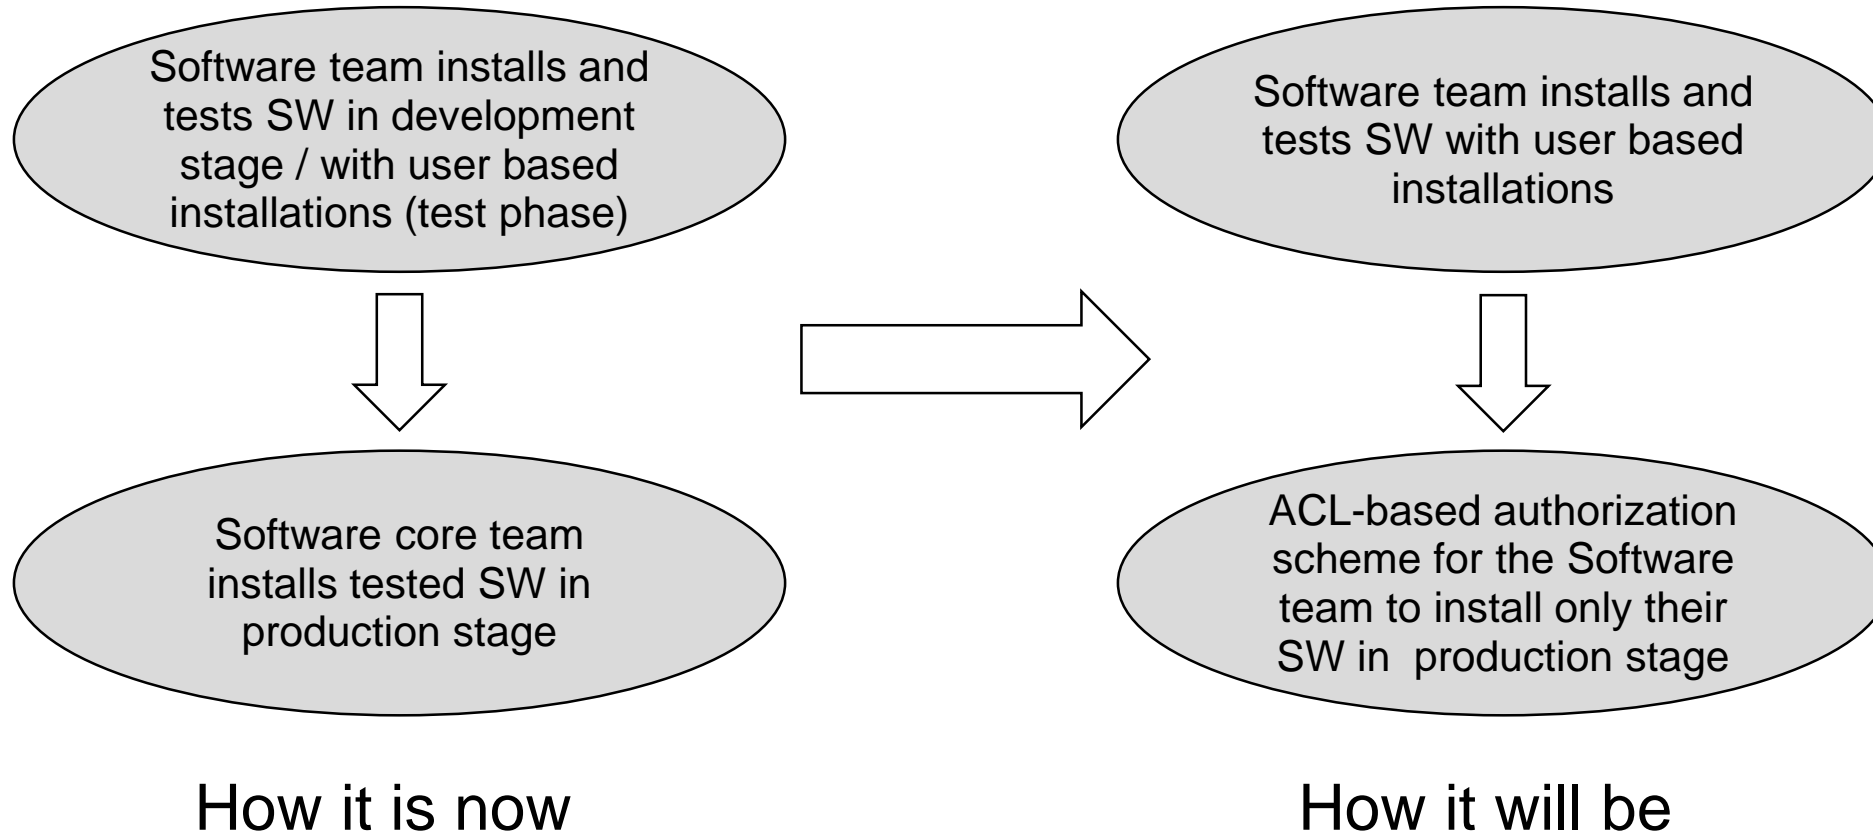 Software team installs and
tests SW in development
stage / with user based
installations (test phase)
Software core team
installs tested SW in
production stage
How it is now
Software team installs and
tests SW with user based
installations
ACL-based authorization
scheme for the Software
team to install only their
SW in  production stage
How it will be